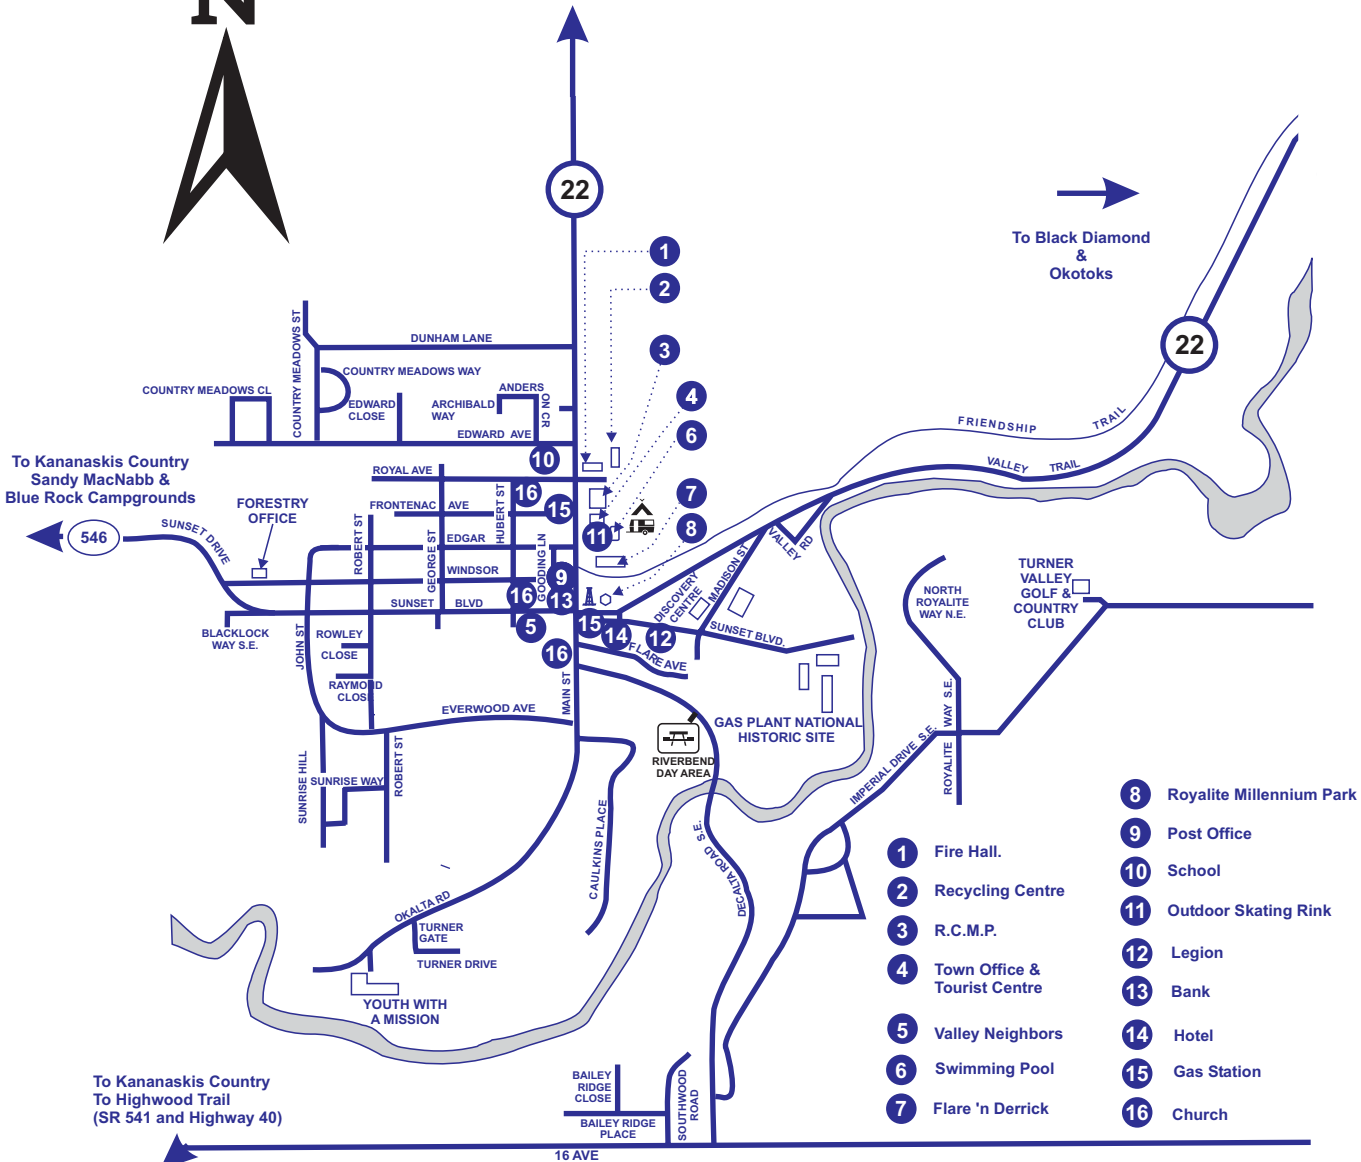 N
22
1
2
To Black Diamond
&
Okotoks
22
3
4
6
7
8
DUNHAM LANE
COUNTRY MEADOWS ST
COUNTRY MEADOWS WAY
COUNTRY MEADOWS CL
EDWARD
CLOSE
ARCHIBALD
WAY
ANDERS
ON CR
EDWARD AVE
10
FRIENDSHIP
TRAIL
VALLEY
TRAIL
To Kananaskis Country
Sandy MacNabb &
Blue Rock Campgrounds
546
SUNSET DRIVE
FORESTRY
OFFICE
ROYAL AVE
16
15
11
FRONTENAC
AVE
HUBERT ST
ROBERT ST
EDGAR
GEORGE ST
GOODING LN
WINDSOR
9
SUNSET
BLVD
16
13
5
15
14
12
16
DISCOVERY
CENTRE
MADISON ST
VALLEY
RD
SUNSET BLVD.
FLARE AVE
BLACKLOCK
WAY S.E.
JOHN ST
ROWLEY
CLOSE
RAYMOND
CLOSE
MAIN ST
EVERWOOD AVE
NORTH
ROYALITE
WAY N.E.
TURNER
VALLEY
GOLF &
COUNTRY
CLUB
GAS PLANT NATIONAL
HISTORIC SITE
RIVERBEND
DAY AREA
ROYALITE WAY S.E.
IMPERIAL DRIVE S.E.
SUNRISE HILL
SUNRISE WAY
ROBERT ST
CAULKINS PLACE
DECALTA ROAD S.E.
OKALTA RD
TURNER
GATE
TURNER DRIVE
YOUTH WITH
A MISSION
To Kananaskis Country
To Highwood Trail
(SR 541 and Highway 40)
BAILEY
RIDGE
CLOSE
BAILEY RIDGE
PLACE
SOUTHWOOD
ROAD
16 AVE
1 Fire Hall.
2 Recycling Centre
3 R.C.M.P.
4 Town Office &
Tourist Centre
5 Valley Neighbors
6 Swimming Pool
7 Flare 'n Derrick
8 Royalite Millennium Park
9 Post Office
10 School
11 Outdoor Skating Rink
12 Legion
13 Bank
14 Hotel
15 Gas Station
16 Church